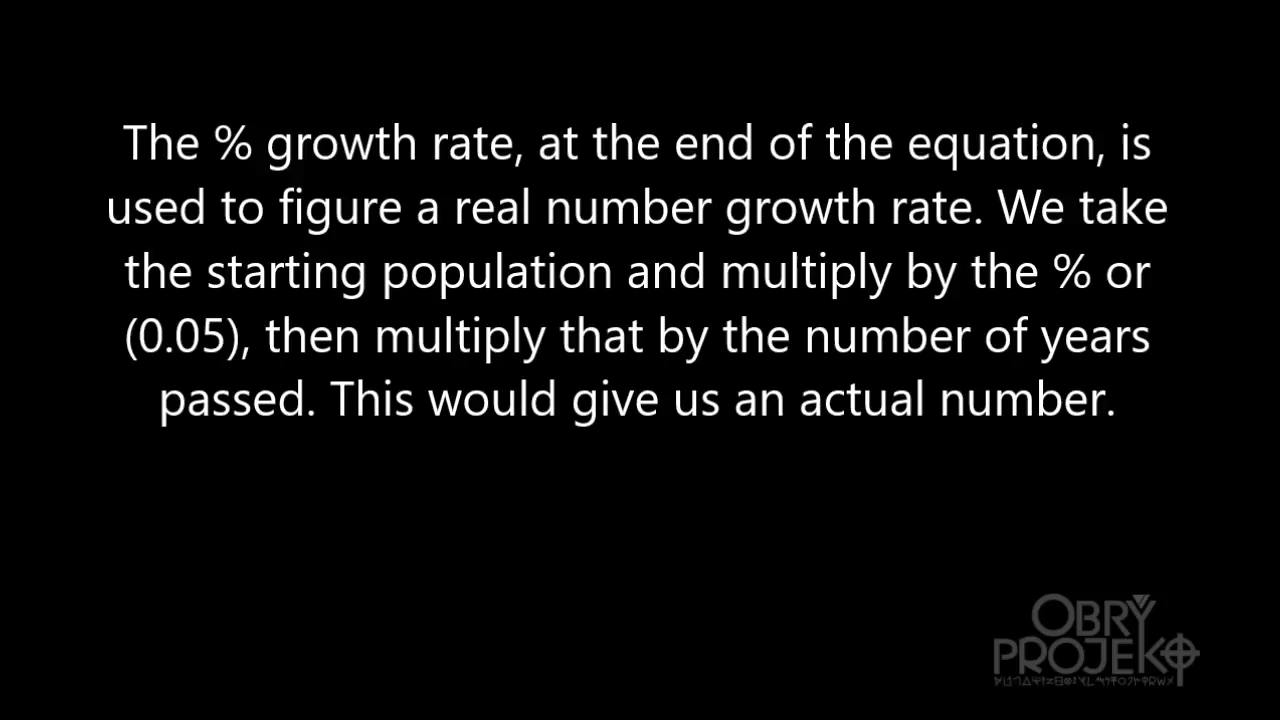 The % growth rate, at the end of the equation, is
used to figure a real number growth rate. We take
the starting population and multiply by the % or
(0.05), then multiply that by the number of years
passed. This would give us an actual number.
OBRY
PROJEKT